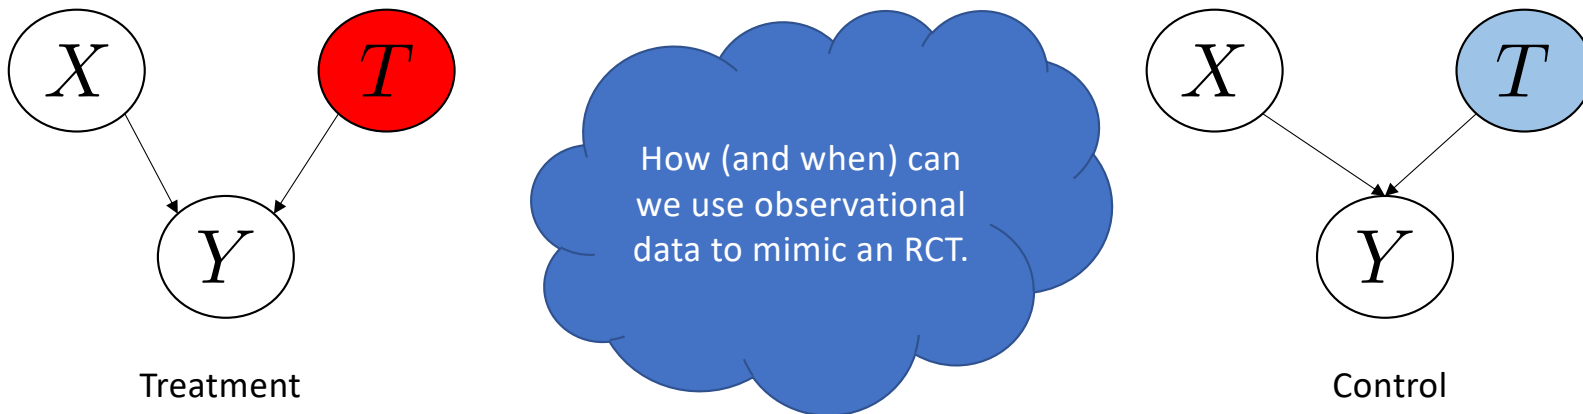 X
T
Y
Treatment
How (and when) can
we use observational
data to mimic an RCT.
X
T
Y
Control